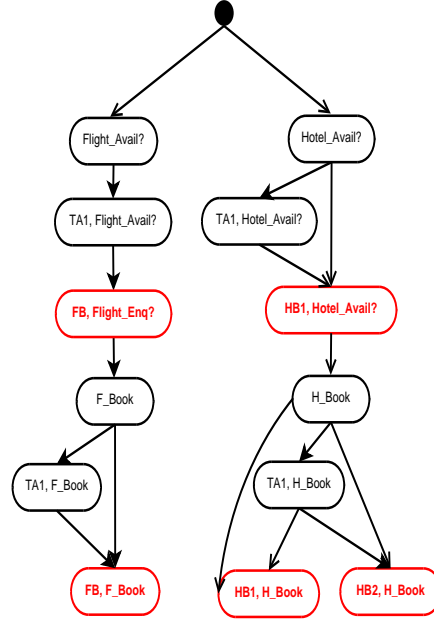 Flight_Avail?
Hotel_Avail?
TA1, Flight_Avail?
TA1, Hotel_Avail?
FB, Flight_Enq?
HB1, Hotel_Avail?
F_Book
H_Book
TA1, F_Book
TA1, H_Book
FB, F_Book
HB1, H_Book
HB2, H_Book